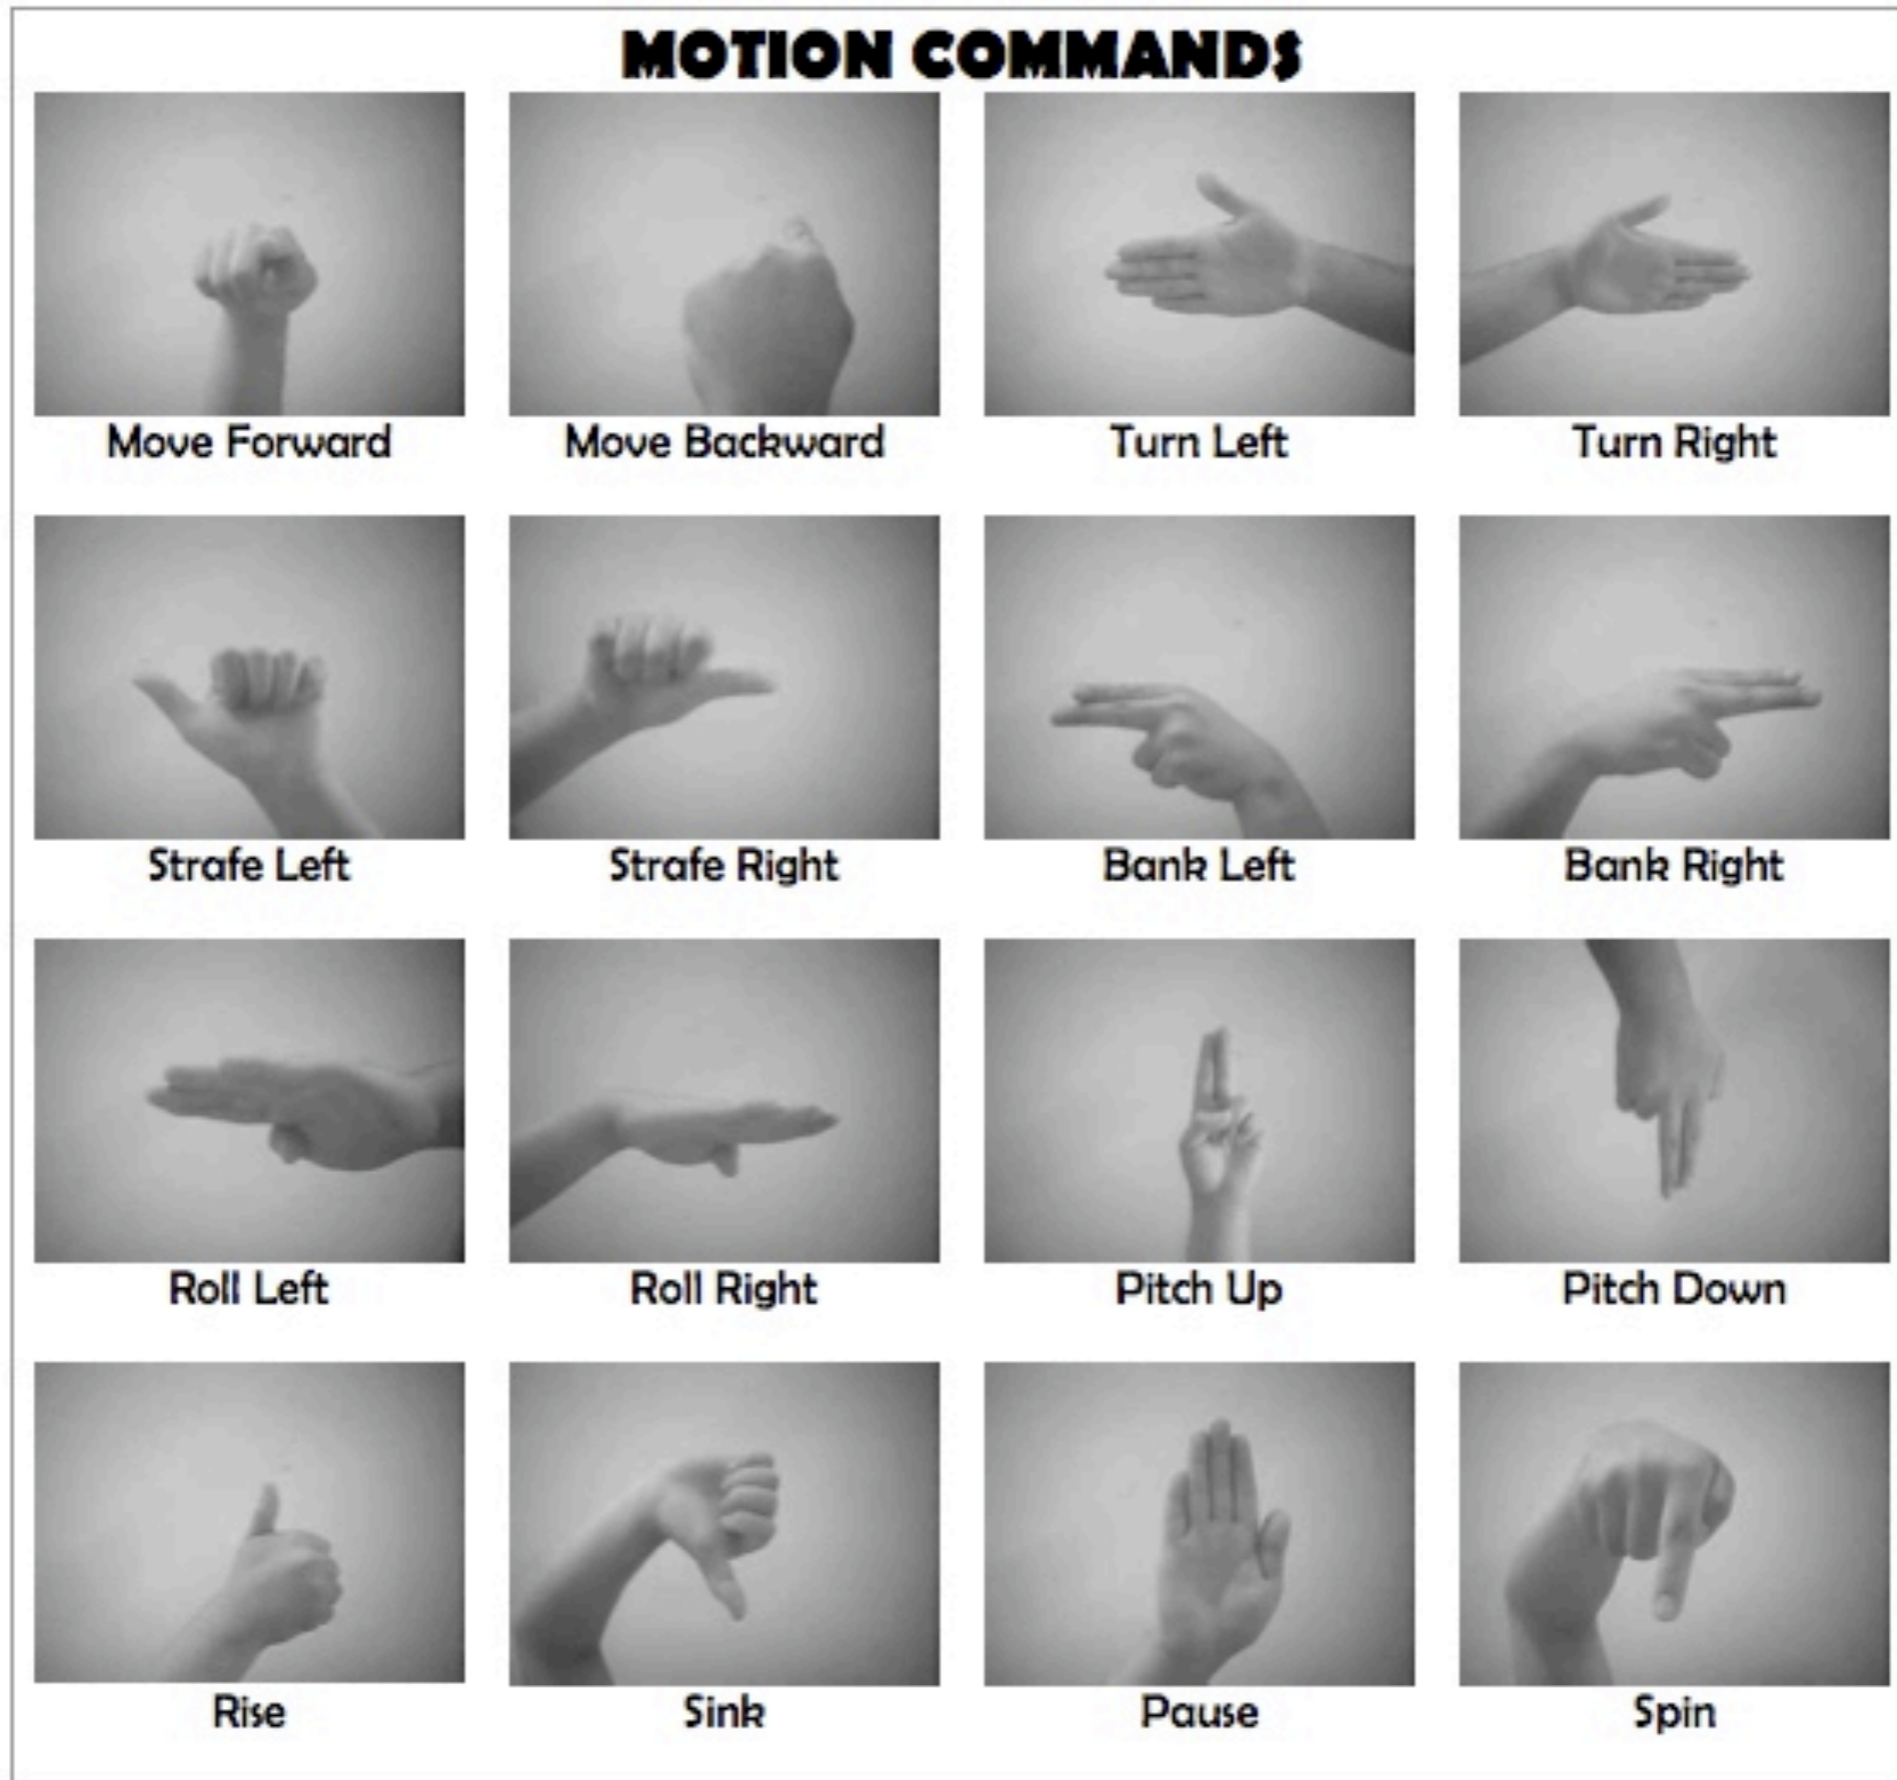 MOTION COMMANDS
Move Forward
Move Backward
Turn Left
Turn Right
Strafe Left
Strafe Right
Bank Left
Bank Right
Roll Left
Roll Right
Pitch Up
Pitch Down
Rise
Sink
Pause
Spin